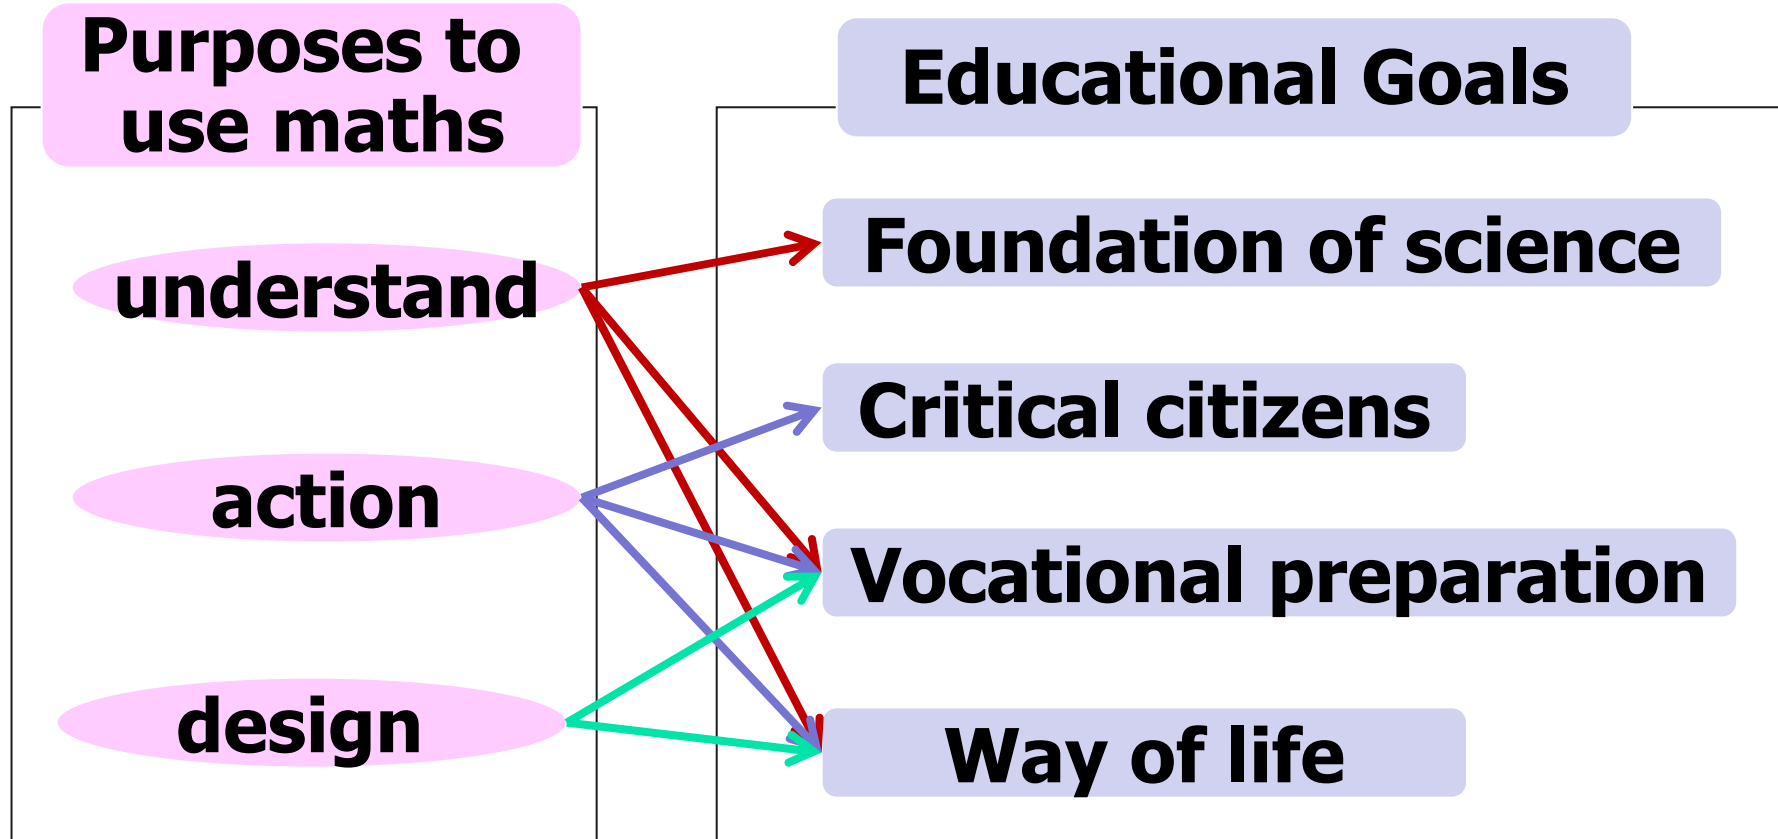 Purposes to
use maths
understand
action
design
Educational Goals
Foundation of science
Critical citizens
Vocational preparation
Way of life